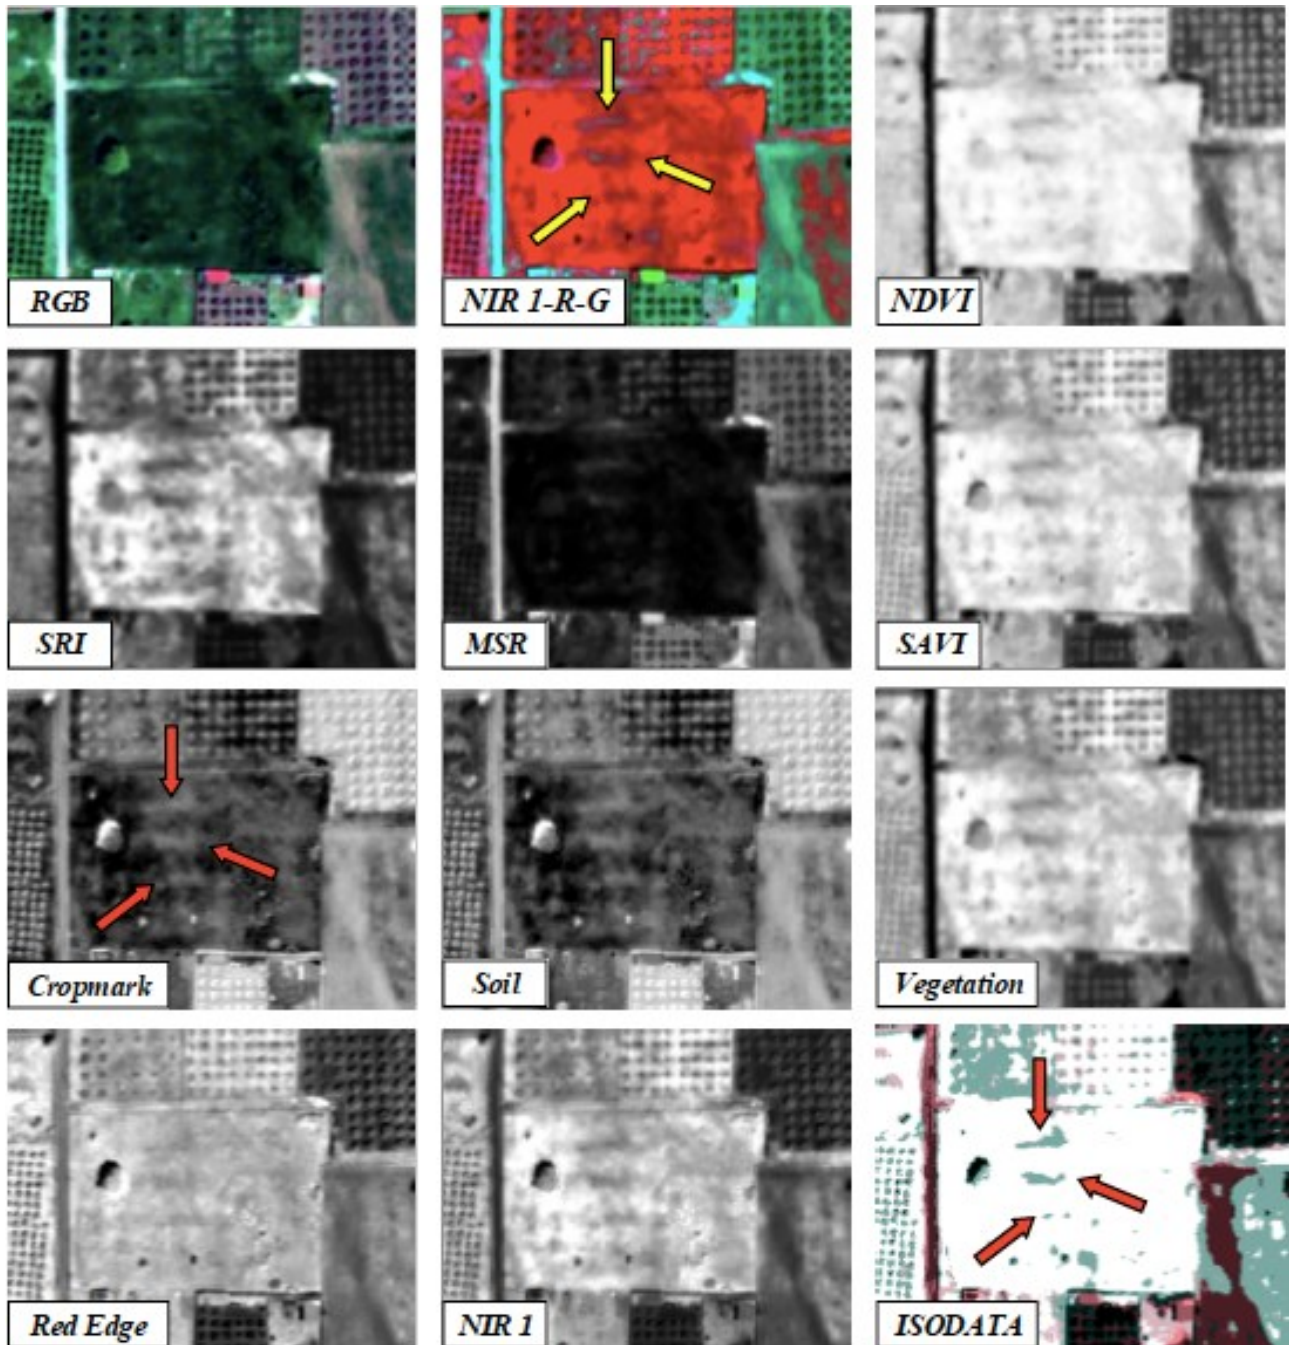 RGB
NIR 1-R-G
NDVI
SRI
MSR
SAVI
Cropmark
Soil
Vegetation
Red Edge
NIR 1
ISODATA